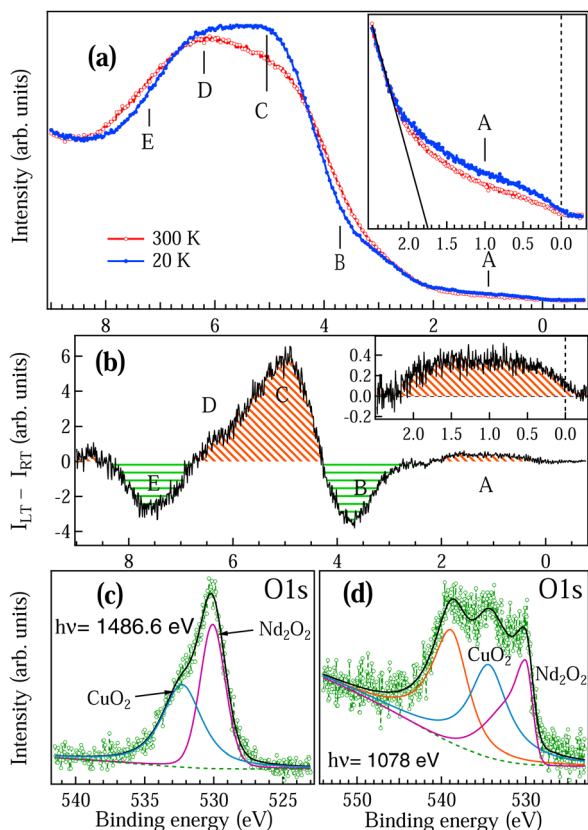 Intensity (arb. units)
(a)
D
C
E
B
A
300 K
20 K
8 6 4 2 0
A
2.0 1.5 1.0 0.5 0.0
I_LT − I_RT (arb. units)
(b)
6
4
2
0
-2
-4
D
C
E
B
A
8 6 4 2 0
0.4
0.2
0.0
-0.2
2.0 1.5 1.0 0.5 0.0
Intensity (arb. units)
(c)
O1s
hν = 1486.6 eV
Nd₂O₂
CuO₂
540 530 525
Binding energy (eV)
(d)
O1s
CuO₂
Nd₂O₂
hν= 1078 eV
550 540 530
Binding energy (eV)